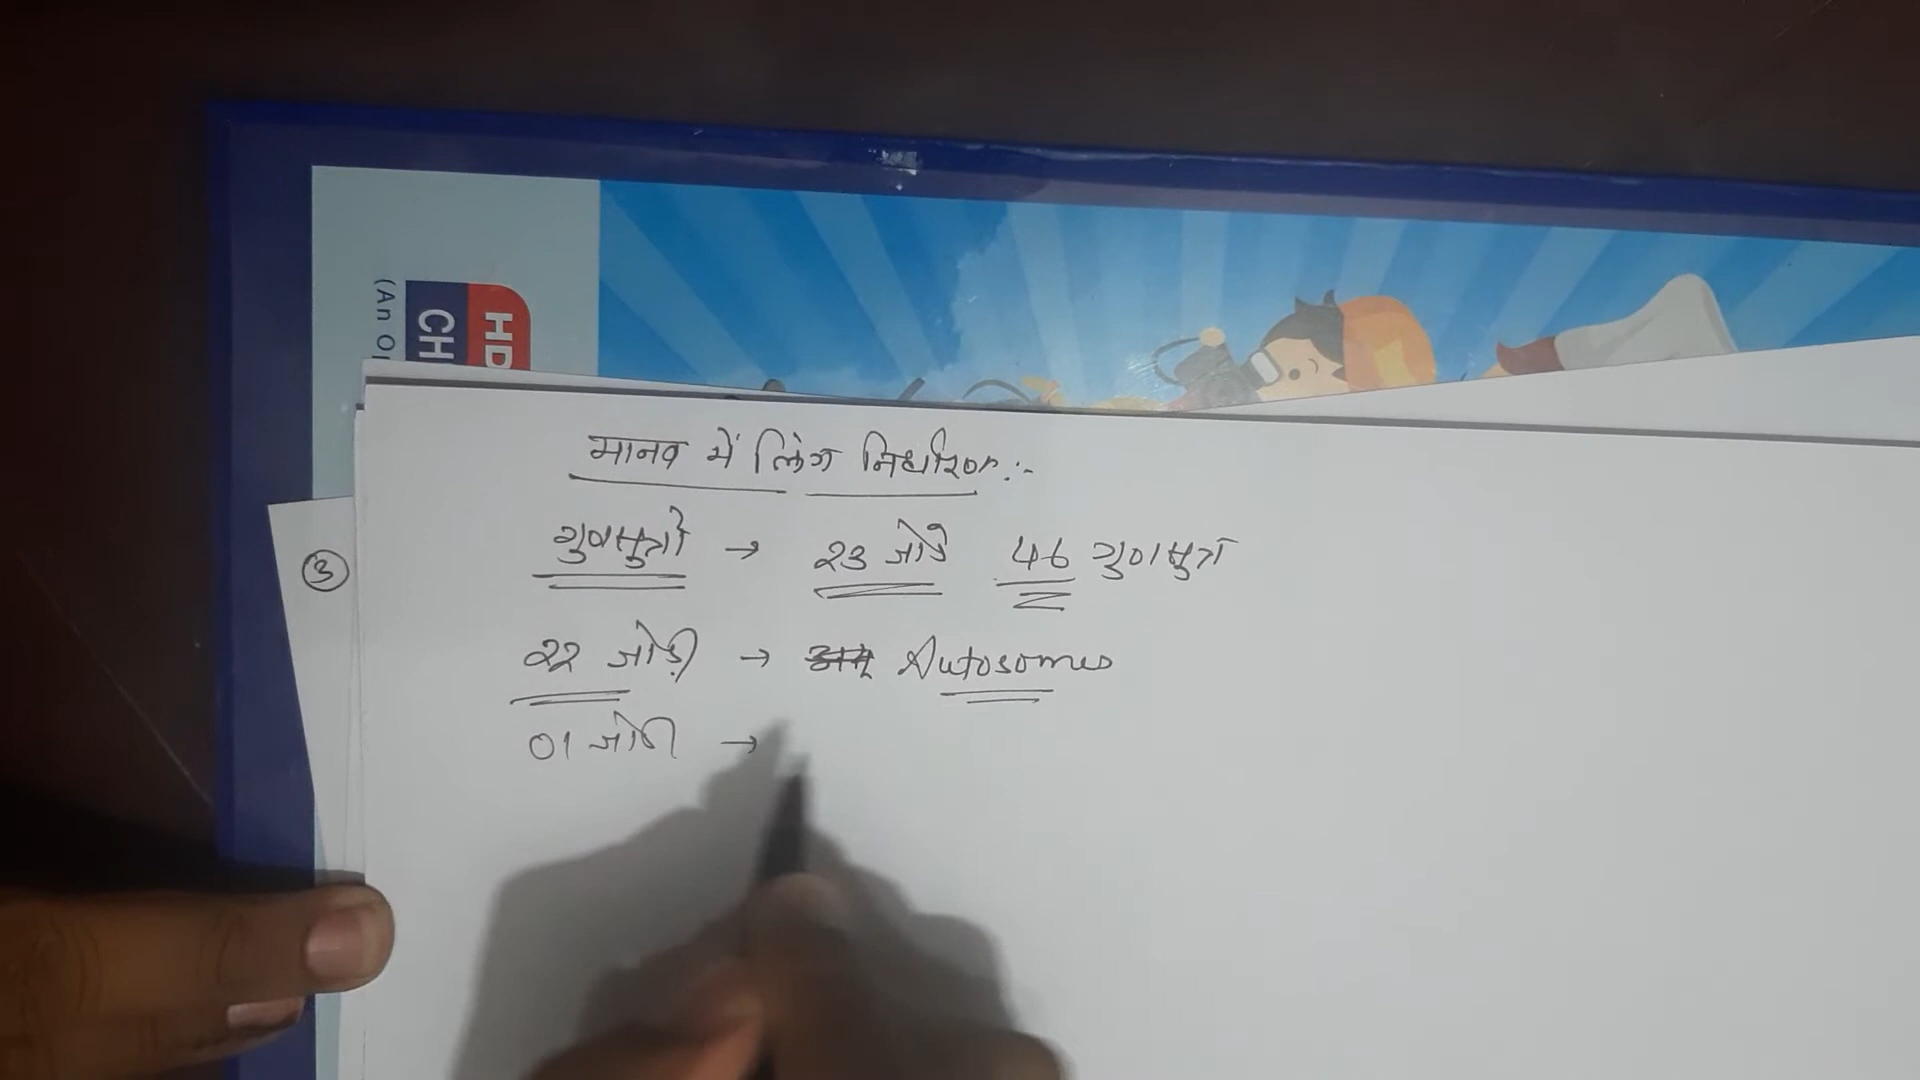 HD
CH
(An O
मानव में लिंग निर्धारण :-
③
गुणसुत्रो → 23 जोडे 46 गुणसुत्र
22 जोडी → Autosomes
01 जोडी →